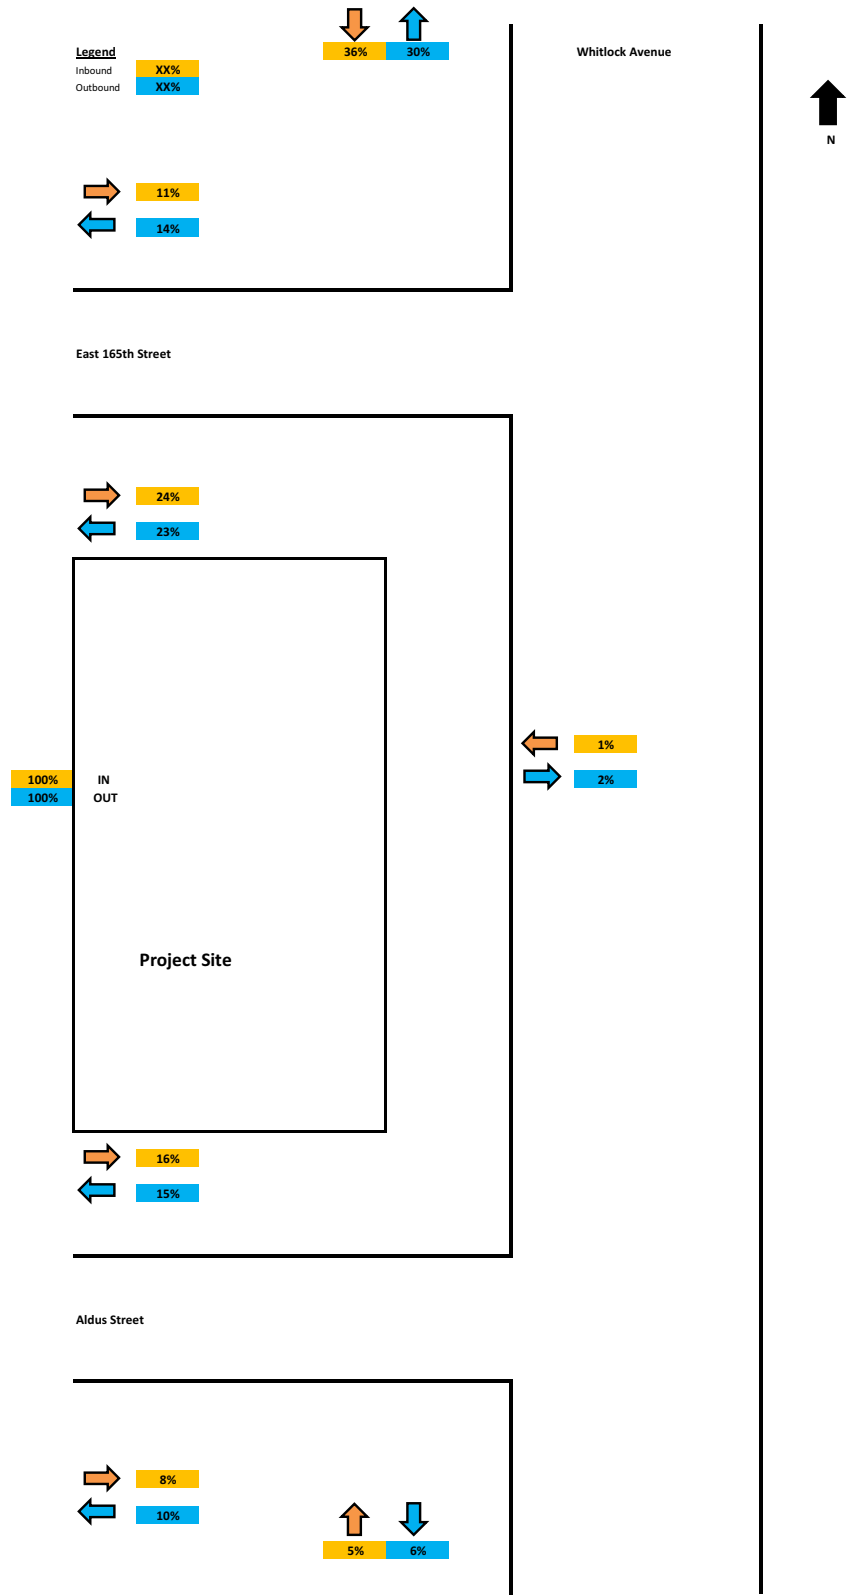 36% 30% Whitlock Avenue
Legend
Inbound XX%
Outbound XX%
N
11%
14%
East 165th Street
24%
23%
1%
100% IN 2%
100% OUT
Project Site
16%
15%
Aldus Street
8%
10%
5% 6%